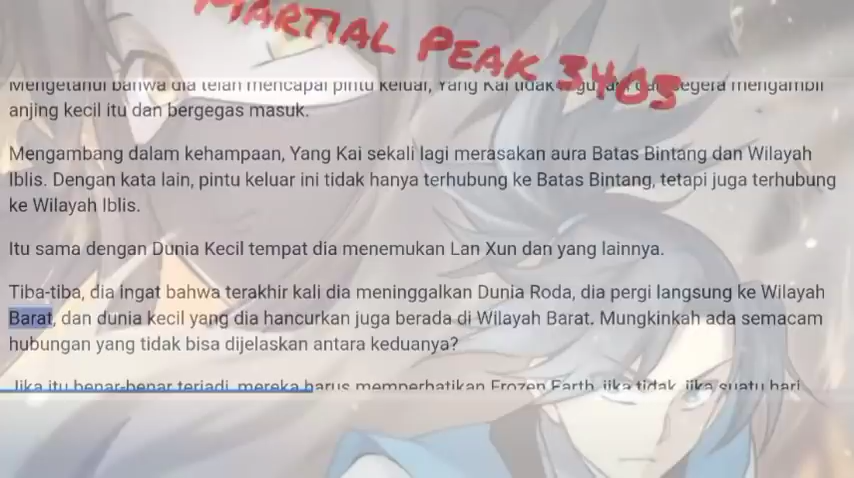 MARTIAL PEAK 3403
Mengetahui bahwa dia telah mencapai pintu keluar, Yang Kai tidak segera mengambil
anjing kecil itu dan bergegas masuk.
Mengambang dalam kehampaan, Yang Kai sekali lagi merasakan aura Batas Bintang dan Wilayah
Iblis. Dengan kata lain, pintu keluar ini tidak hanya terhubung ke Batas Bintang, tetapi juga terhubung
ke Wilayah Iblis.
Itu sama dengan Dunia Kecil tempat dia menemukan Lan Xun dan yang lainnya.
Tiba-tiba, dia ingat bahwa terakhir kali dia meninggalkan Dunia Roda, dia pergi langsung ke Wilayah
Barat, dan dunia kecil yang dia hancurkan juga berada di Wilayah Barat. Mungkinkah ada semacam
hubungan yang tidak bisa dijelaskan antara keduanya?
Jika itu benar-benar terjadi, mereka harus memperhatikan Frozen Earth, jika tidak, jika suatu hari